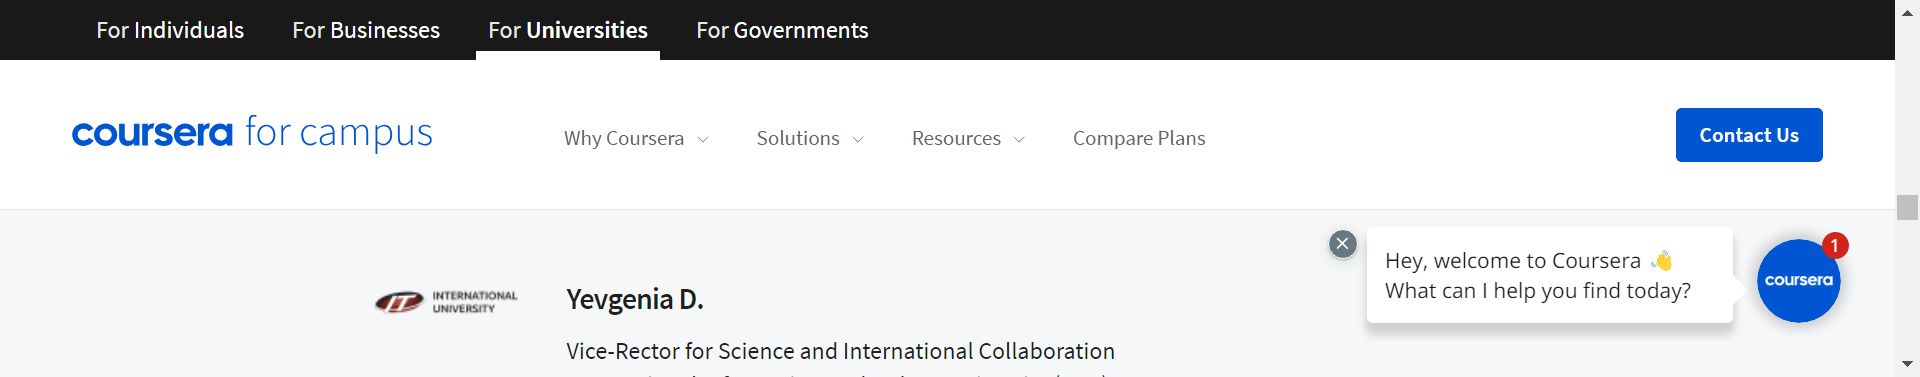 For Individuals For Businesses For Universities For Governments
coursera for campus
Why Coursera Solutions Resources Compare Plans
Contact Us
Hey, welcome to Coursera 👋
What can I help you find today?
1
coursera
IT INTERNATIONAL
UNIVERSITY
Yevgenia D.
Vice-Rector for Science and International Collaboration